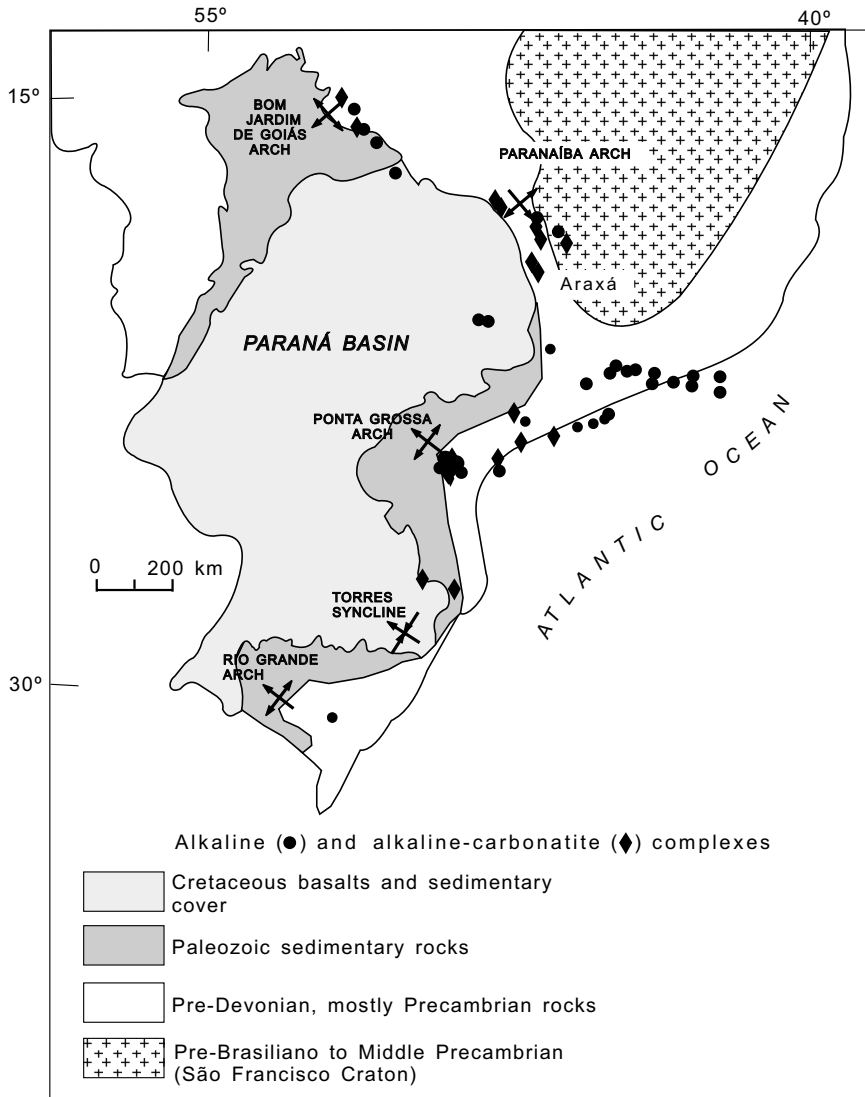 55º
40º
15º
BOM
JARDIM
DE GOIÁS
ARCH
PARANAÍBA ARCH
Araxá
PARANÁ BASIN
PONTA GROSSA
ARCH
ATLANTIC OCEAN
0 200 km
TORRES
SYNCLINE
RIO GRANDE
ARCH
30º
Alkaline (●) and alkaline-carbonatite (♦) complexes
Cretaceous basalts and sedimentary
cover
Paleozoic sedimentary rocks
Pre-Devonian, mostly Precambrian rocks
Pre-Brasiliano to Middle Precambrian
(São Francisco Craton)